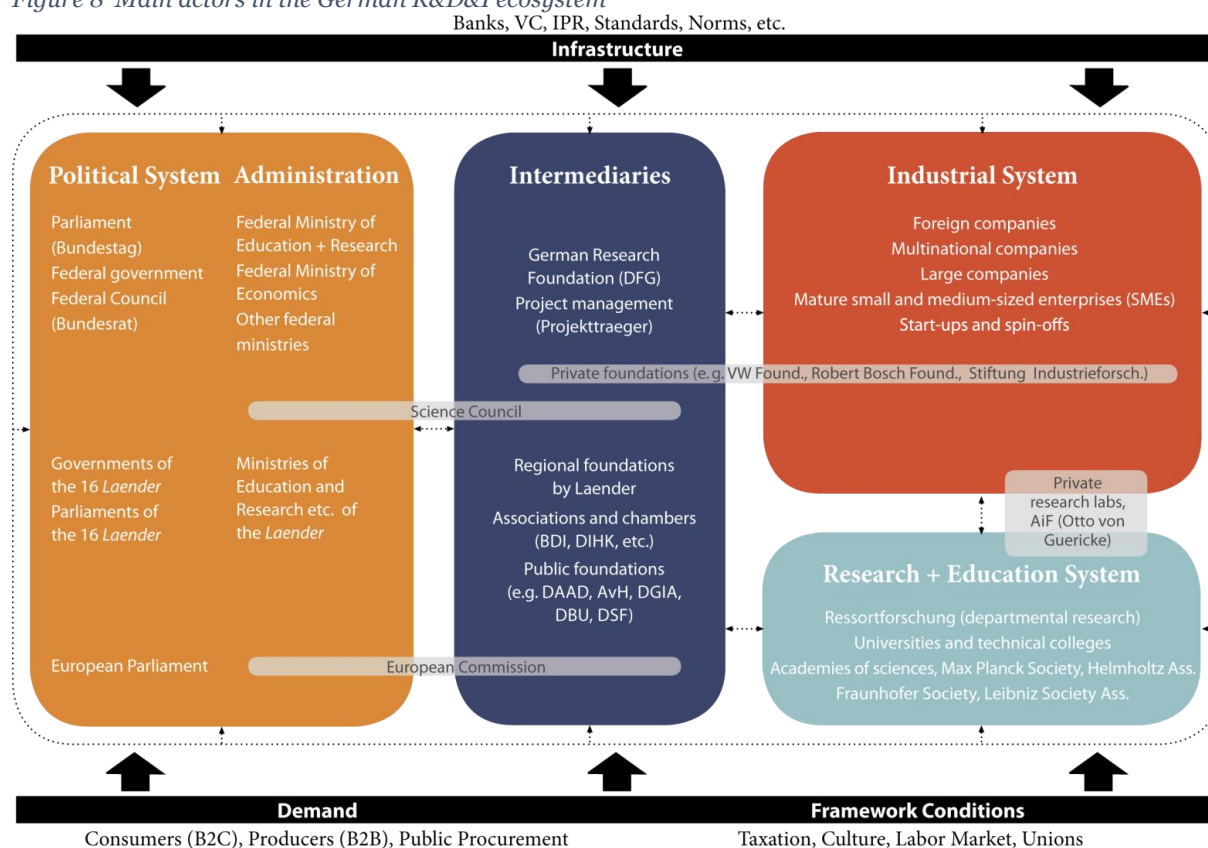 Figure 8 Main actors in the German R&D&I ecosystem
Banks, VC, IPR, Standards, Norms, etc.
Infrastructure
Political System
Parliament
(Bundestag)
Federal government
Federal Council
(Bundesrat)
Governments of
the 16 Laender
Parliaments of
the 16 Laender
European Parliament
Administration
Federal Ministry of
Education + Research
Federal Ministry of
Economics
Other federal
ministries
Science Council
Ministries of
Education and
Research etc. of
the Laender
European Commission
Intermediaries
German Research
Foundation (DFG)
Project management
(Projekttraeger)
Private foundations (e.g. VW Found., Robert Bosch Found., Stiftung Industrieforsch.)
Regional foundations
by Laender
Associations and chambers
(BDI, DIHK, etc.)
Public foundations
(e.g. DAAD, AvH, DGIA,
DBU, DSF)
Industrial System
Foreign companies
Multinational companies
Large companies
Mature small and medium-sized enterprises (SMEs)
Start-ups and spin-offs
Private
research labs,
AiF (Otto von
Guericke)
Research + Education System
Ressortforschung (departmental research)
Universities and technical colleges
Academies of sciences, Max Planck Society, Helmholtz Ass.
Fraunhofer Society, Leibniz Society Ass.
Demand
Consumers (B2C), Producers (B2B), Public Procurement
Framework Conditions
Taxation, Culture, Labor Market, Unions